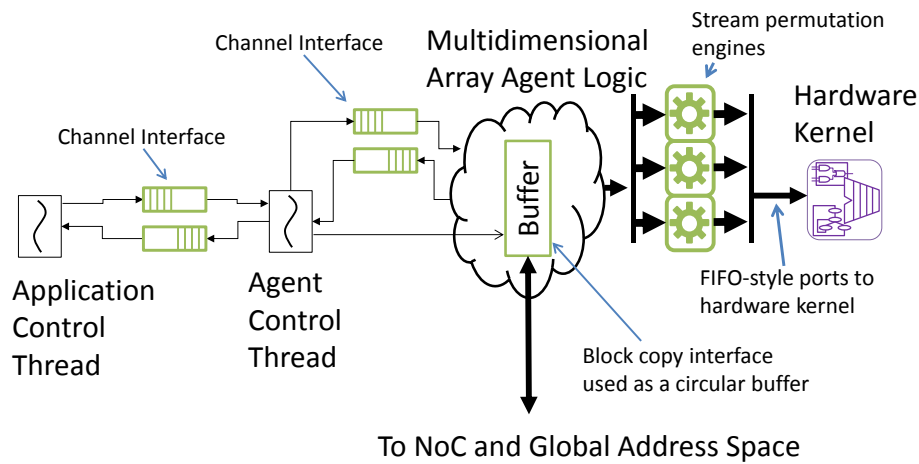 Channel Interface
Multidimensional
Array Agent Logic
Stream permutation
engines
Hardware
Kernel
Channel Interface
Buffer
Application
Control
Thread
Agent
Control
Thread
FIFO-style ports to
hardware kernel
Block copy interface
used as a circular buffer
To NoC and Global Address Space